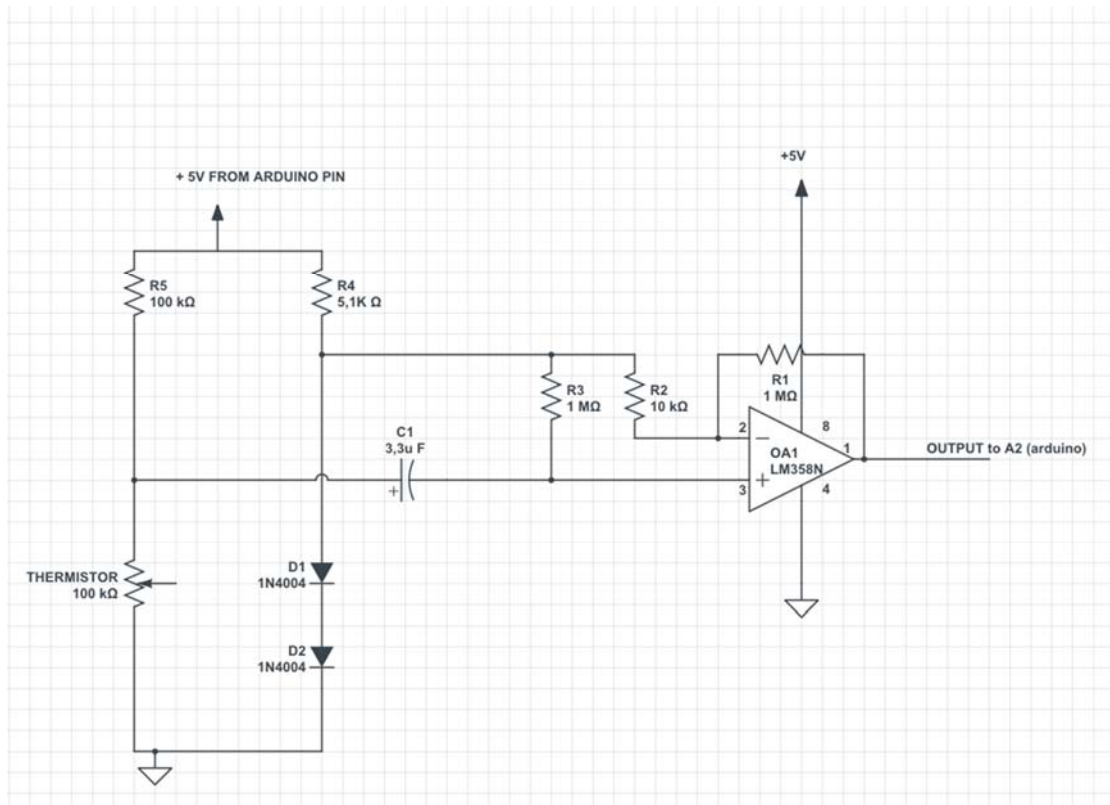 +5V
+ 5V FROM ARDUINO PIN
R5
100 kΩ
R4
5,1K Ω
R3
1 MΩ
R2
10 kΩ
R1
1 MΩ
C1
3,3u F
+
2
8
OA1
LM358N
1
3
4
OUTPUT to A2 (arduino)
THERMISTOR
100 kΩ
D1
1N4004
D2
1N4004